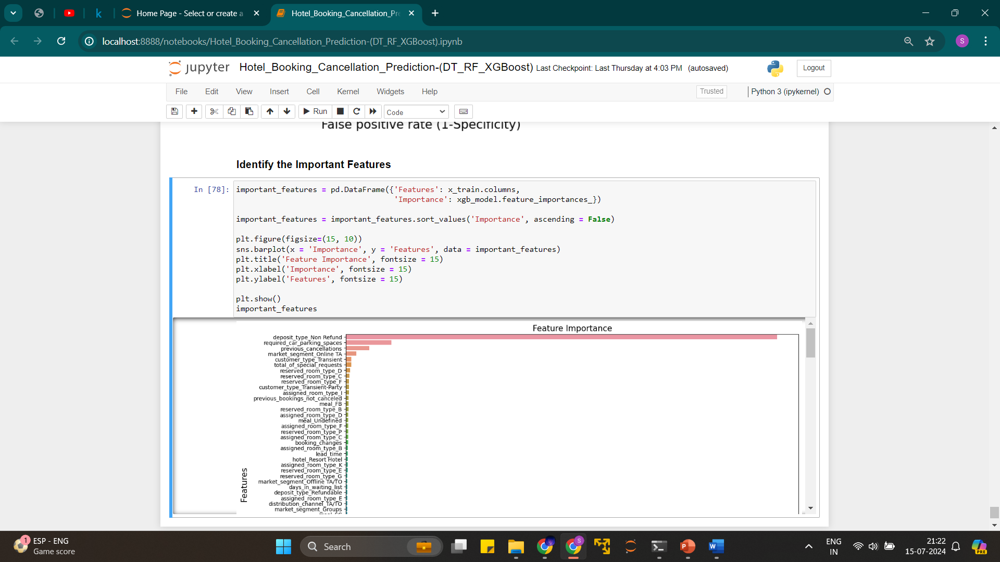 Home Page - Select or create a
Hotel_Booking_Cancellation_Pre
localhost:8888/notebooks/Hotel_Booking_Cancellation_Prediction-(DT_RF_XGBoost).ipynb
S
jupyter
Hotel_Booking_Cancellation_Prediction-(DT_RF_XGBoost) Last Checkpoint: Last Thursday at 4:03 PM (autosaved)
Logout
File Edit View Insert Cell Kernel Widgets Help
Trusted
Python 3 (ipykernel)
Run
Code
False positive rate (1-Specificity)
Identify the Important Features
In [78]:
important_features = pd.DataFrame({'Features': x_train.columns,
'Importance': xgb_model.feature_importances_})
important_features = important_features.sort_values('Importance', ascending = False)
plt.figure(figsize=(15, 10))
sns.barplot(x = 'Importance', y = 'Features', data = important_features)
plt.title('Feature Importance', fontsize = 15)
plt.xlabel('Importance', fontsize = 15)
plt.ylabel('Features', fontsize = 15)
plt.show()
important_features
Feature Importance
deposit_type_Non Refund
required_car_parking_spaces
previous_cancellations
market_segment_Online TA
customer_type_Transient
total_of_special_requests
reserved_room_type_D
reserved_room_type_C
reserved_room_type_F
customer_type_Transient-Party
assigned_room_type_I
previous_bookings_not_canceled
meal_FB
reserved_room_type_B
assigned_room_type_D
meal_Undefined
assigned_room_type_F
reserved_room_type_P
assigned_room_type_C
booking_changes
assigned_room_type_B
lead_time
hotel_Resort Hotel
assigned_room_type_K
reserved_room_type_E
reserved_room_type_G
market_segment_Offline TA/TO
days_in_waiting_list
deposit_type_Refundable
assigned_room_type_E
distribution_channel_TA/TO
market_segment_Groups
Features
1
ESP - ENG
Game score
Search
S
ENG
IN
21:22
15-07-2024
PRE